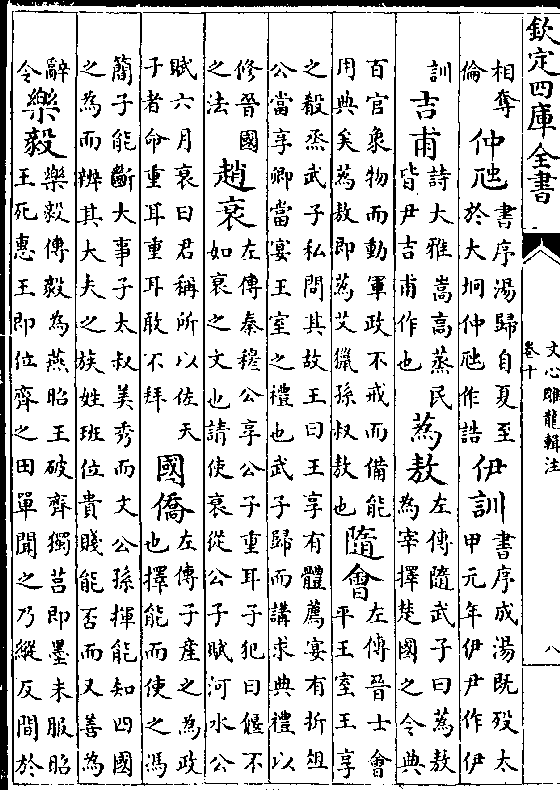 欽定四庫全書
文心雕龍輯注
卷十
八
相奪
倫
仲虺
書序湯歸自夏至
於大坰仲虺作誥
伊訓
書序成湯既歿太
甲元年伊尹作伊
訓
吉甫
詩大雅嵩高蒸民
皆尹吉甫作也
蒍敖
左傳隨武子曰蒍敖
為宰擇楚國之令典
百官象物而動軍政不戒而備能
用典矣蒍敖即蒍艾獵孫叔敖也
隨會
左傳晉士會
平王室王享
之殽烝武子私問其故王曰王享有體薦宴有折俎
公當享卿當宴王室之禮也武子歸而講求典禮以
修晉國
之法
趙衰
左傳秦穆公享公子重耳子犯曰偃不
如衰之文也請使衰從公子賦河水公
賦六月衰曰君稱所以佐天
子者命重耳重耳敢不拜
國僑
左傳子產之為政
也擇能而使之馮
簡子能斷大事子太叔美秀而文公孫揮能知四國
之為而辨其大夫之族姓班位貴賤能否而又善為
辭
令
樂毅
樂毅傳毅為燕昭王破齊獨莒即墨未服昭
王死惠王即位齊之田單聞之乃縱反間於